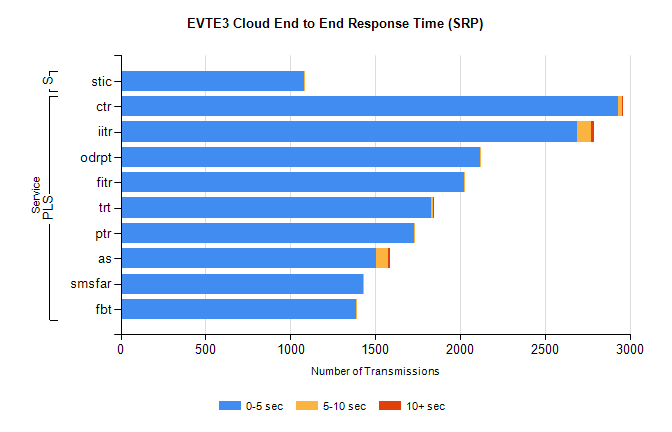 EVTE3 Cloud End to End Response Time (SRP)
Service
S
PLS
stic
ctr
iitr
odrpt
fitr
trt
ptr
as
smsfar
fbt
0 500 1000 1500 2000 2500 3000
Number of Transmissions
0-5 sec 5-10 sec 10+ sec